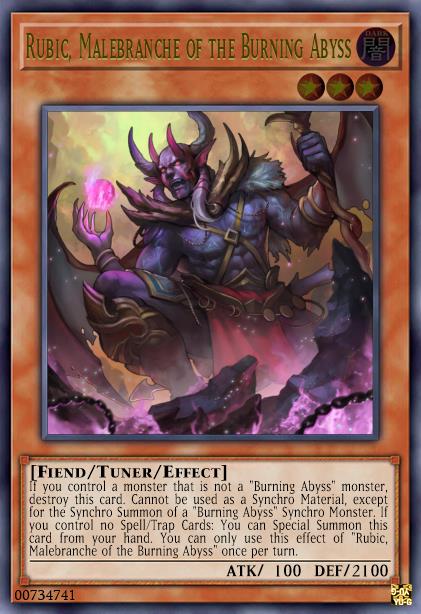 Rubic, Malebranche of the Burning Abyss
DARK
闇
[Fiend/Tuner/Effect]
If you control a monster that is not a "Burning Abyss" monster,
destroy this card. Cannot be used as a Synchro Material, except
for the Synchro Summon of a "Burning Abyss" Synchro Monster. If
you control no Spell/Trap Cards: You can Special Summon this
card from your hand. You can only use this effect of "Rubic,
Malebranche of the Burning Abyss" once per turn.
ATK/ 100 DEF/2100
00734741